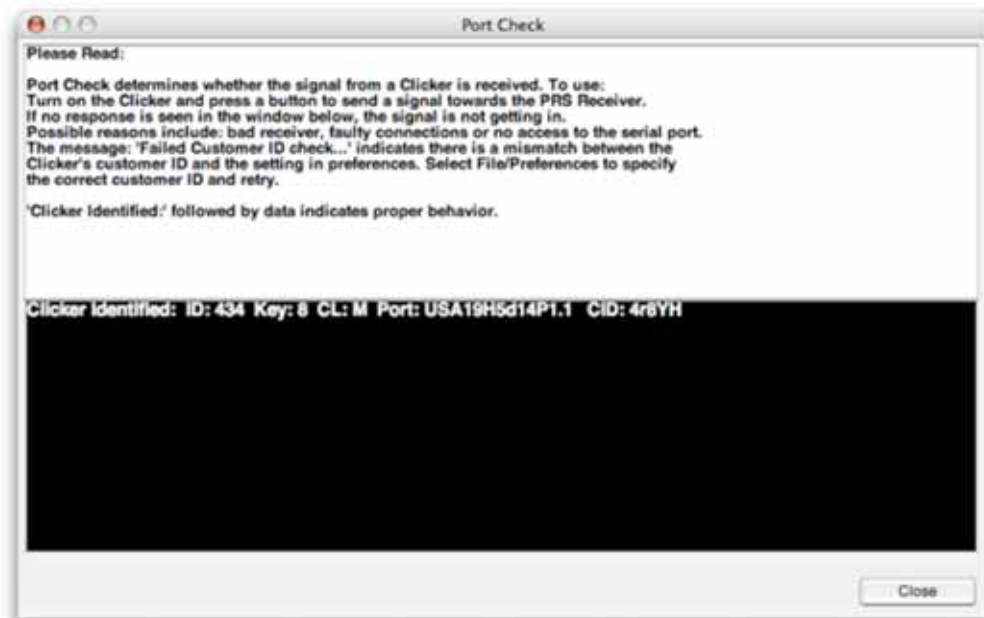 Port Check
Please Read:
Port Check determines whether the signal from a Clicker is received. To use:
Turn on the Clicker and press a button to send a signal towards the PRS Receiver.
If no response is seen in the window below, the signal is not getting in.
Possible reasons include: bad receiver, faulty connections or no access to the serial port.
The message: 'Failed Customer ID check...' indicates there is a mismatch between the
Clicker's customer ID and the setting in preferences. Select File/Preferences to specify
the correct customer ID and retry.
'Clicker Identified:' followed by data indicates proper behavior.
Clicker Identified: ID: 434 Key: 8 CL: M Port: USA19H5d14P1.1 CID: 4r8YH
Close